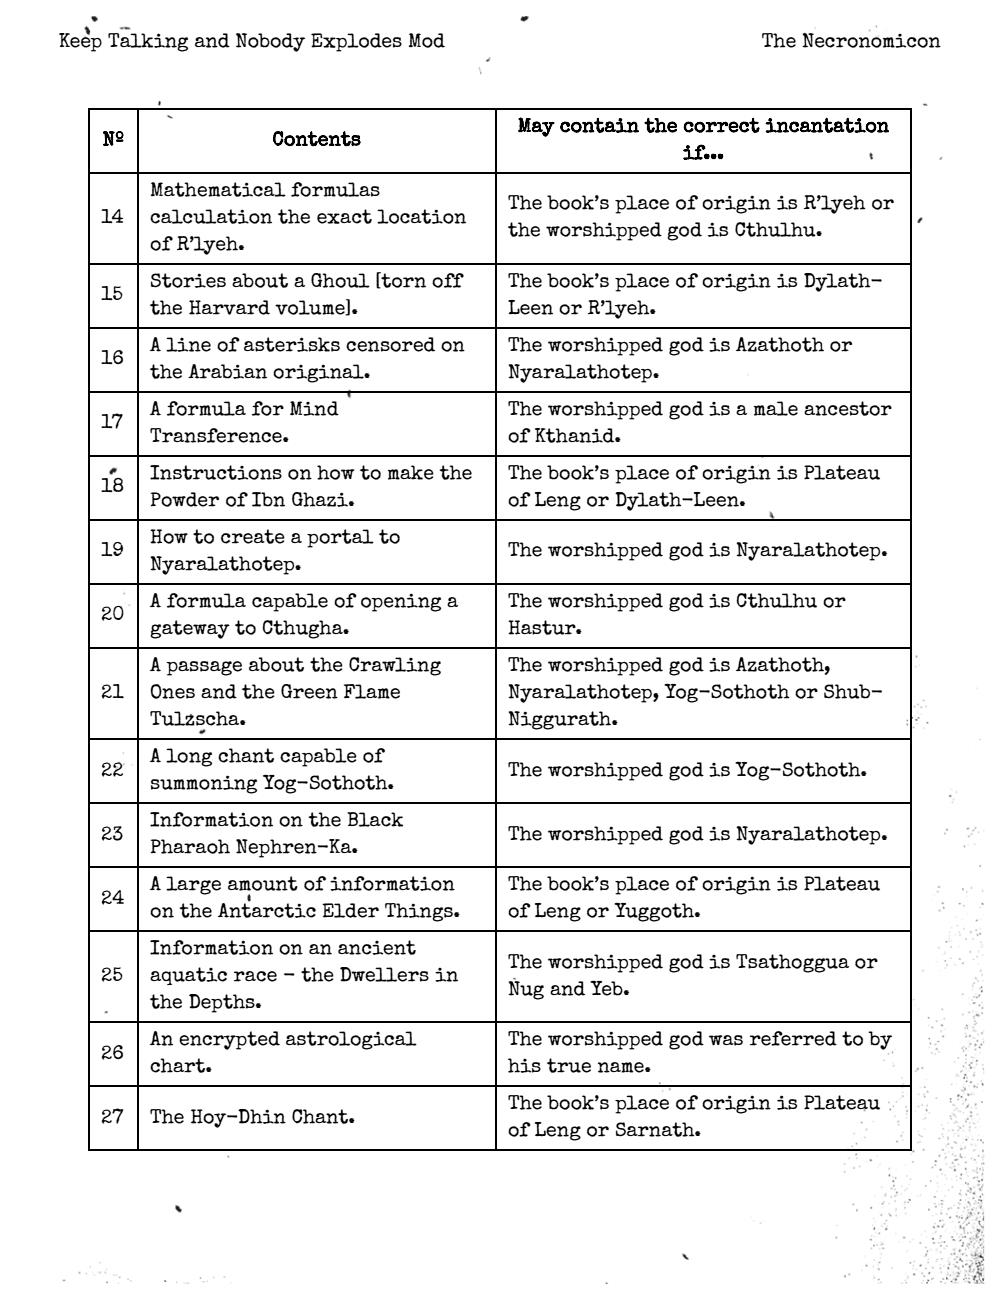 Keep Talking and Nobody Explodes Mod The Necronomicon
Nº Contents May contain the correct incantation
if…
14 Mathematical formulas
calculation the exact location
of R’lyeh. The book’s place of origin is R’lyeh or
the worshipped god is Cthulhu.
15 Stories about a Ghoul [torn off
the Harvard volume]. The book’s place of origin is Dylath-
Leen or R’lyeh.
16 A line of asterisks censored on
the Arabian original. The worshipped god is Azathoth or
Nyaralathotep.
17 A formula for Mind
Transference. The worshipped god is a male ancestor
of Kthanid.
18 Instructions on how to make the
Powder of Ibn Ghazi. The book’s place of origin is Plateau
of Leng or Dylath-Leen.
19 How to create a portal to
Nyaralathotep. The worshipped god is Nyaralathotep.
20 A formula capable of opening a
gateway to Cthugha. The worshipped god is Cthulhu or
Hastur.
21 A passage about the Crawling
Ones and the Green Flame
Tulzscha. The worshipped god is Azathoth,
Nyaralathotep, Yog-Sothoth or Shub-
Niggurath.
22 A long chant capable of
summoning Yog-Sothoth. The worshipped god is Yog-Sothoth.
23 Information on the Black
Pharaoh Nephren-Ka. The worshipped god is Nyaralathotep.
24 A large amount of information
on the Antarctic Elder Things. The book’s place of origin is Plateau
of Leng or Yuggoth.
25 Information on an ancient
aquatic race - the Dwellers in
the Depths. The worshipped god is Tsathoggua or
Nug and Yeb.
26 An encrypted astrological
chart. The worshipped god was referred to by
his true name.
27 The Hoy-Dhin Chant. The book’s place of origin is Plateau
of Leng or Sarnath.